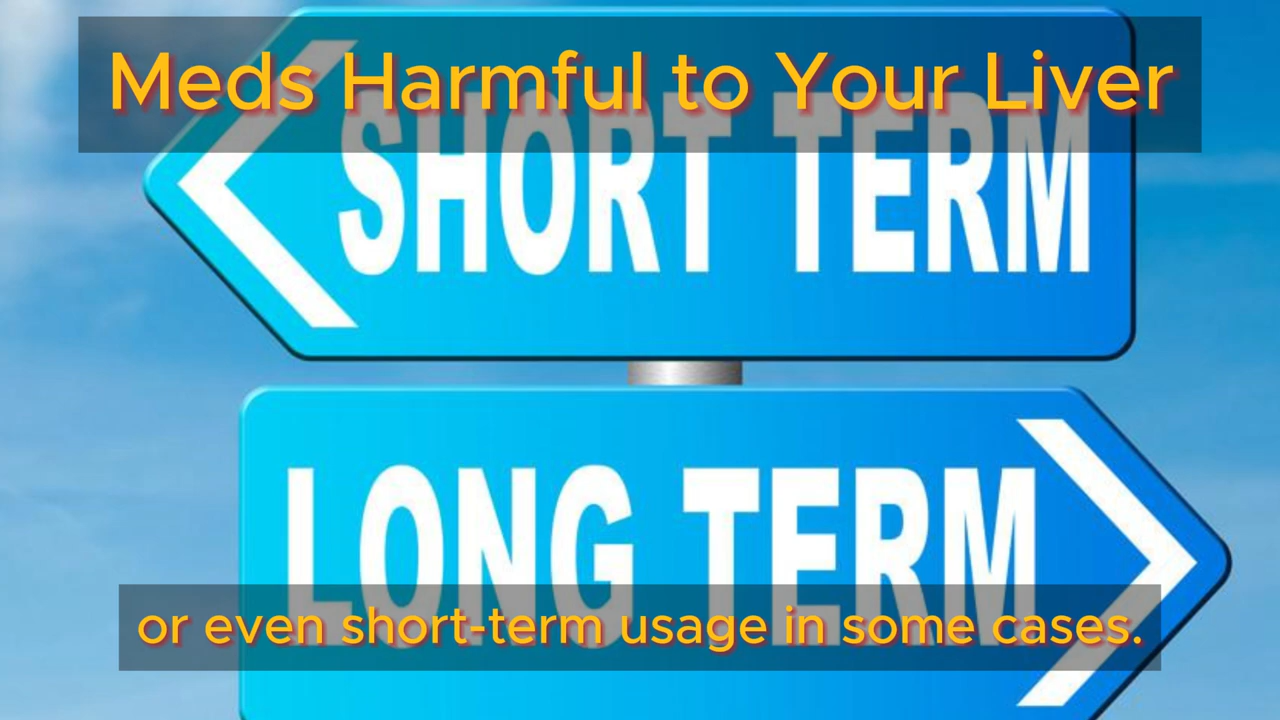 Meds Harmful to Your Liver
SHORT TERM
LONG TERM
or even short-term usage in some cases.